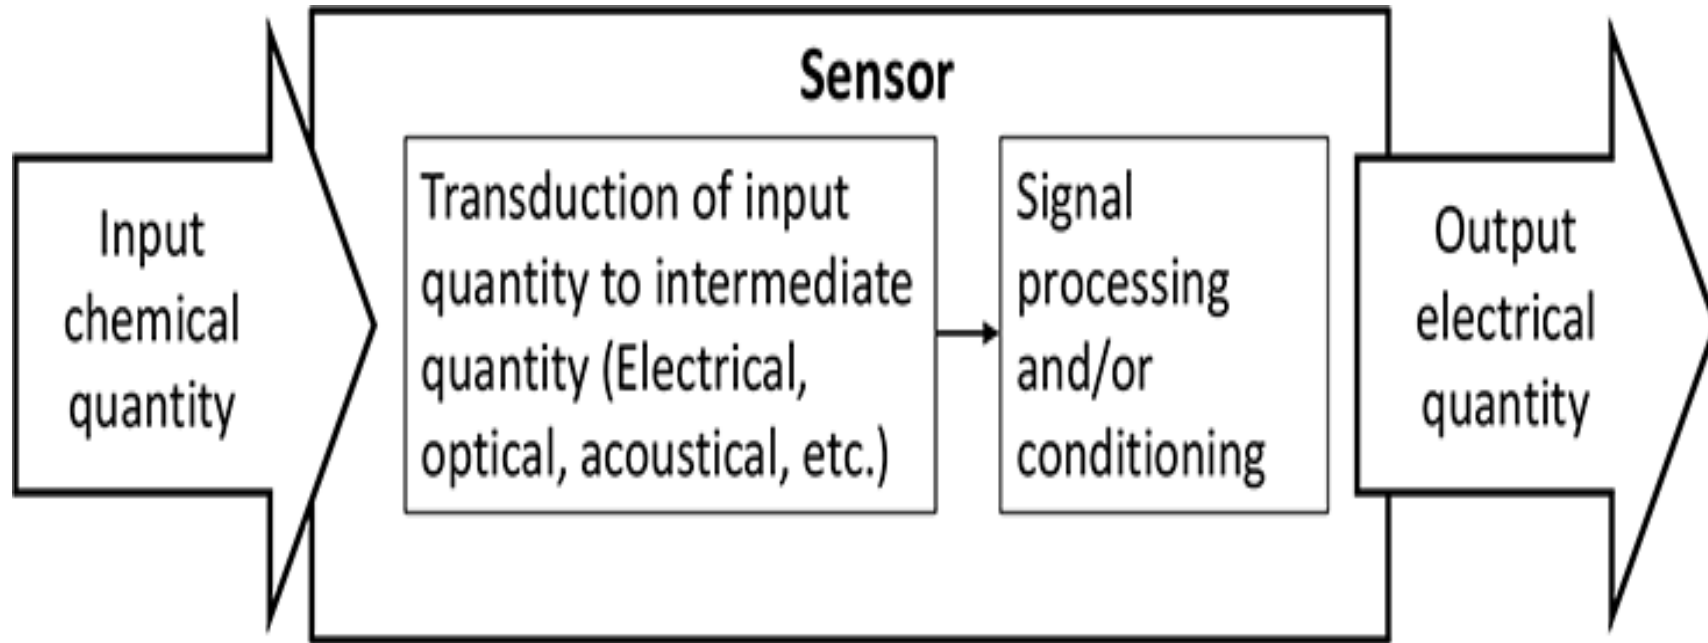 Sensor
Input
chemical
quantity
Transduction of input
quantity to intermediate
quantity (Electrical,
optical, acoustical, etc.)
Signal
processing
and/or
conditioning
Output
electrical
quantity